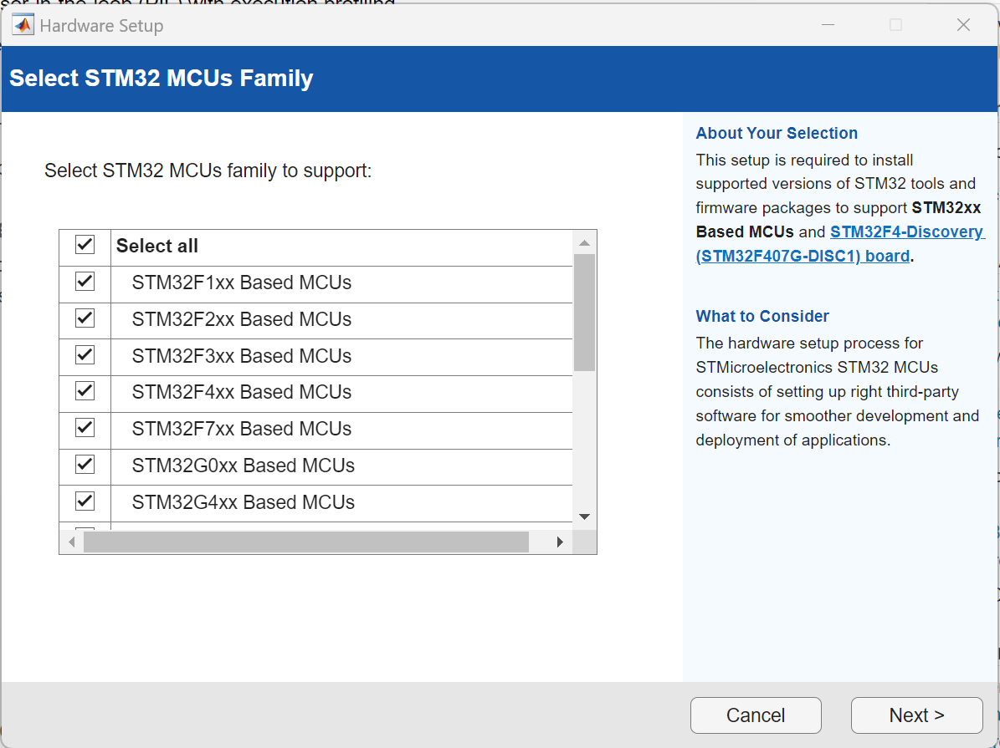 Hardware Setup
Select STM32 MCUs Family
Select STM32 MCUs family to support:
Select all
STM32F1xx Based MCUs
STM32F2xx Based MCUs
STM32F3xx Based MCUs
STM32F4xx Based MCUs
STM32F7xx Based MCUs
STM32G0xx Based MCUs
STM32G4xx Based MCUs
About Your Selection
This setup is required to install
supported versions of STM32 tools and
firmware packages to support STM32xx
Based MCUs and STM32F4-Discovery
(STM32F407G-DISC1) board.
What to Consider
The hardware setup process for
STMicroelectronics STM32 MCUs
consists of setting up right third-party
software for smoother development and
deployment of applications.
Cancel
Next >